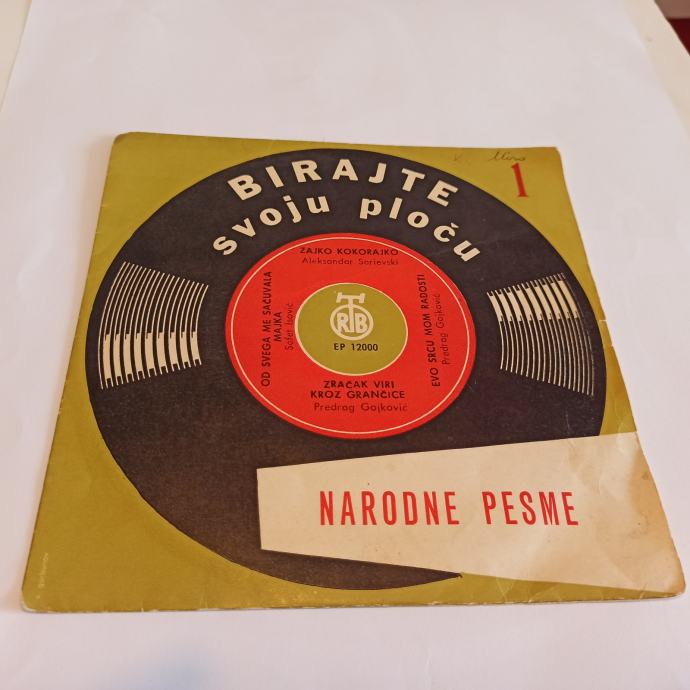 Miro
1
BIRAJTE
svoju ploču
ZAJKO KOKORAJKO
Aleksandar Sarievski
OD SVEGA ME SAČUVALA
MAJKA
Safet Isović
EVO SRCU MOM RADOSTI
Predrag Gojković
RTB
EP 12000
ZRAČAK VIRI
KROZ GRANČICE
Predrag Gojković
NARODNE PESME